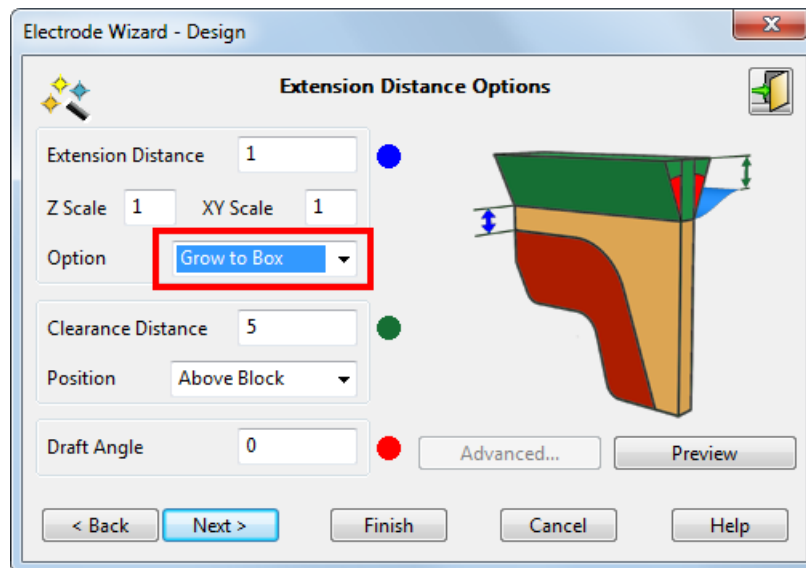 Electrode Wizard - Design
Extension Distance Options
Extension Distance 1
Z Scale 1 XY Scale 1
Option Grow to Box
Clearance Distance 5
Position Above Block
Draft Angle 0
Advanced... Preview
< Back Next > Finish Cancel Help